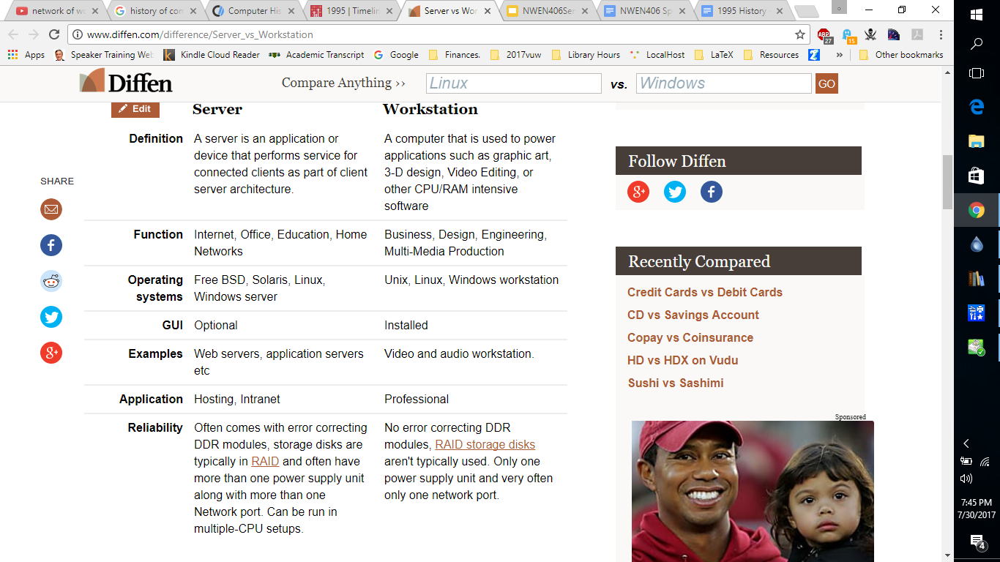 network of w
history of com
Computer His
1995 | Timelin
Server vs Wor
NWEN406Se
NWEN406 Sp
1995 History
www.diffen.com/difference/Server_vs_Workstation
ABP
27
15
Apps
Speaker Training Web
Kindle Cloud Reader
Academic Transcript
Google
Finances.
2017vuw
Library Hours
LocalHost
LaTeX
Resources
»
Other bookmarks
Diffen
Compare Anything ››
Linux
vs.
Windows
GO
Edit
Server
Workstation
SHARE
Definition
A server is an application or
device that performs service for
connected clients as part of client
server architecture.
A computer that is used to power
applications such as graphic art,
3-D design, Video Editing, or
other CPU/RAM intensive
software
Function
Internet, Office, Education, Home
Networks
Business, Design, Engineering,
Multi-Media Production
Operating
systems
Free BSD, Solaris, Linux,
Windows server
Unix, Linux, Windows workstation
GUI
Optional
Installed
Examples
Web servers, application servers
etc
Video and audio workstation.
Application
Hosting, Intranet
Professional
Reliability
Often comes with error correcting
DDR modules, storage disks are
typically in RAID and often have
more than one power supply unit
along with more than one
Network port. Can be run in
multiple-CPU setups.
No error correcting DDR
modules, RAID storage disks
aren't typically used. Only one
power supply unit and very often
only one network port.
Follow Diffen
Recently Compared
Credit Cards vs Debit Cards
CD vs Savings Account
Copay vs Coinsurance
HD vs HDX on Vudu
Sushi vs Sashimi
Sponsored
7:45 PM
7/30/2017
4